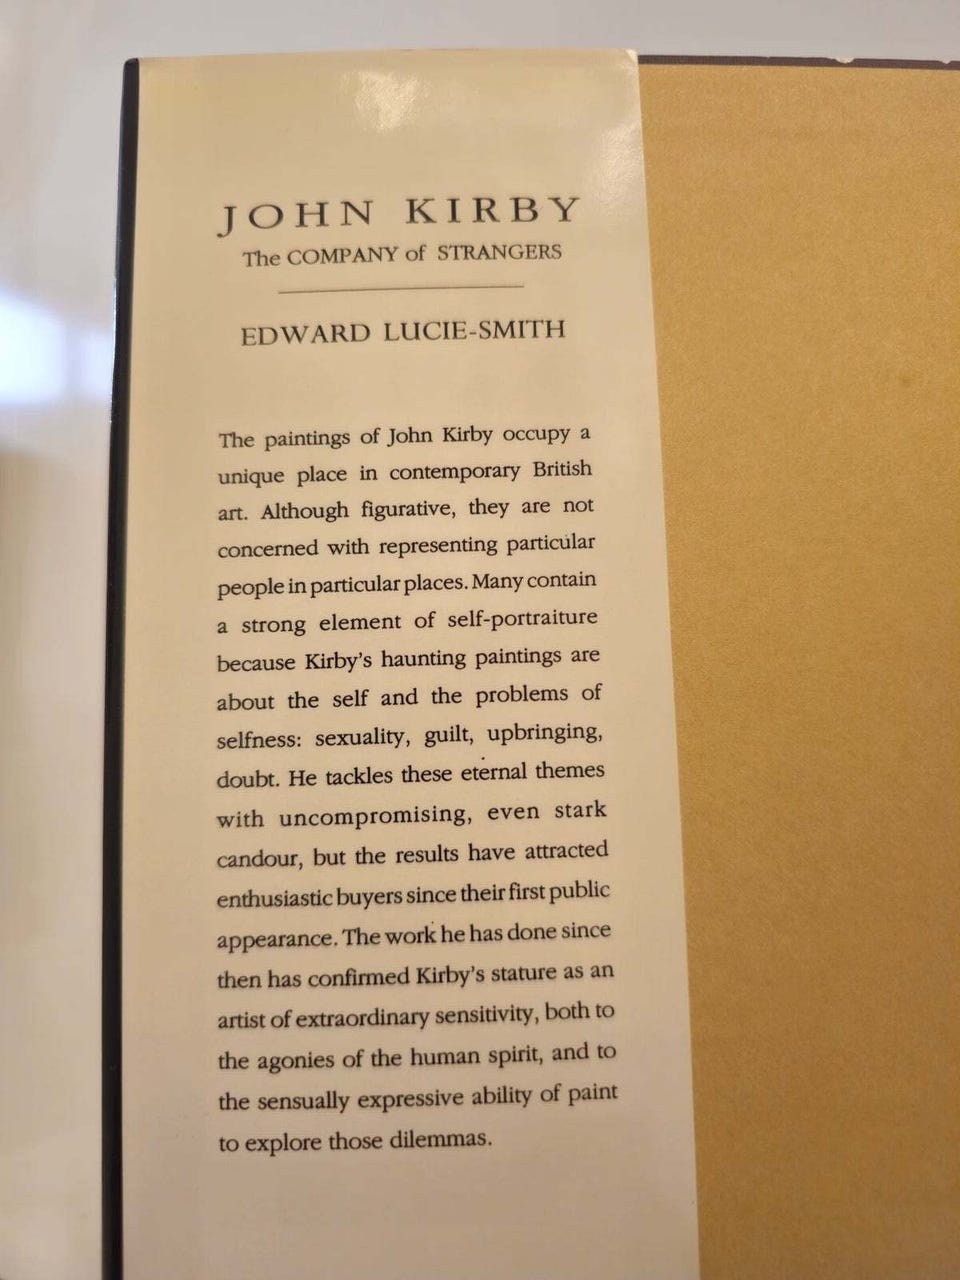 JOHN KIRBY
The COMPANY of STRANGERS
EDWARD LUCIE-SMITH
The paintings of John Kirby occupy a
unique place in contemporary British
art. Although figurative, they are not
concerned with representing particular
people in particular places. Many contain
a strong element of self-portraiture
because Kirby's haunting paintings are
about the self and the problems of
selfness: sexuality, guilt, upbringing,
doubt. He tackles these eternal themes
with uncompromising, even stark
candour, but the results have attracted
enthusiastic buyers since their first public
appearance. The work he has done since
then has confirmed Kirby's stature as an
artist of extraordinary sensitivity, both to
the agonies of the human spirit, and to
the sensually expressive ability of paint
to explore those dilemmas.